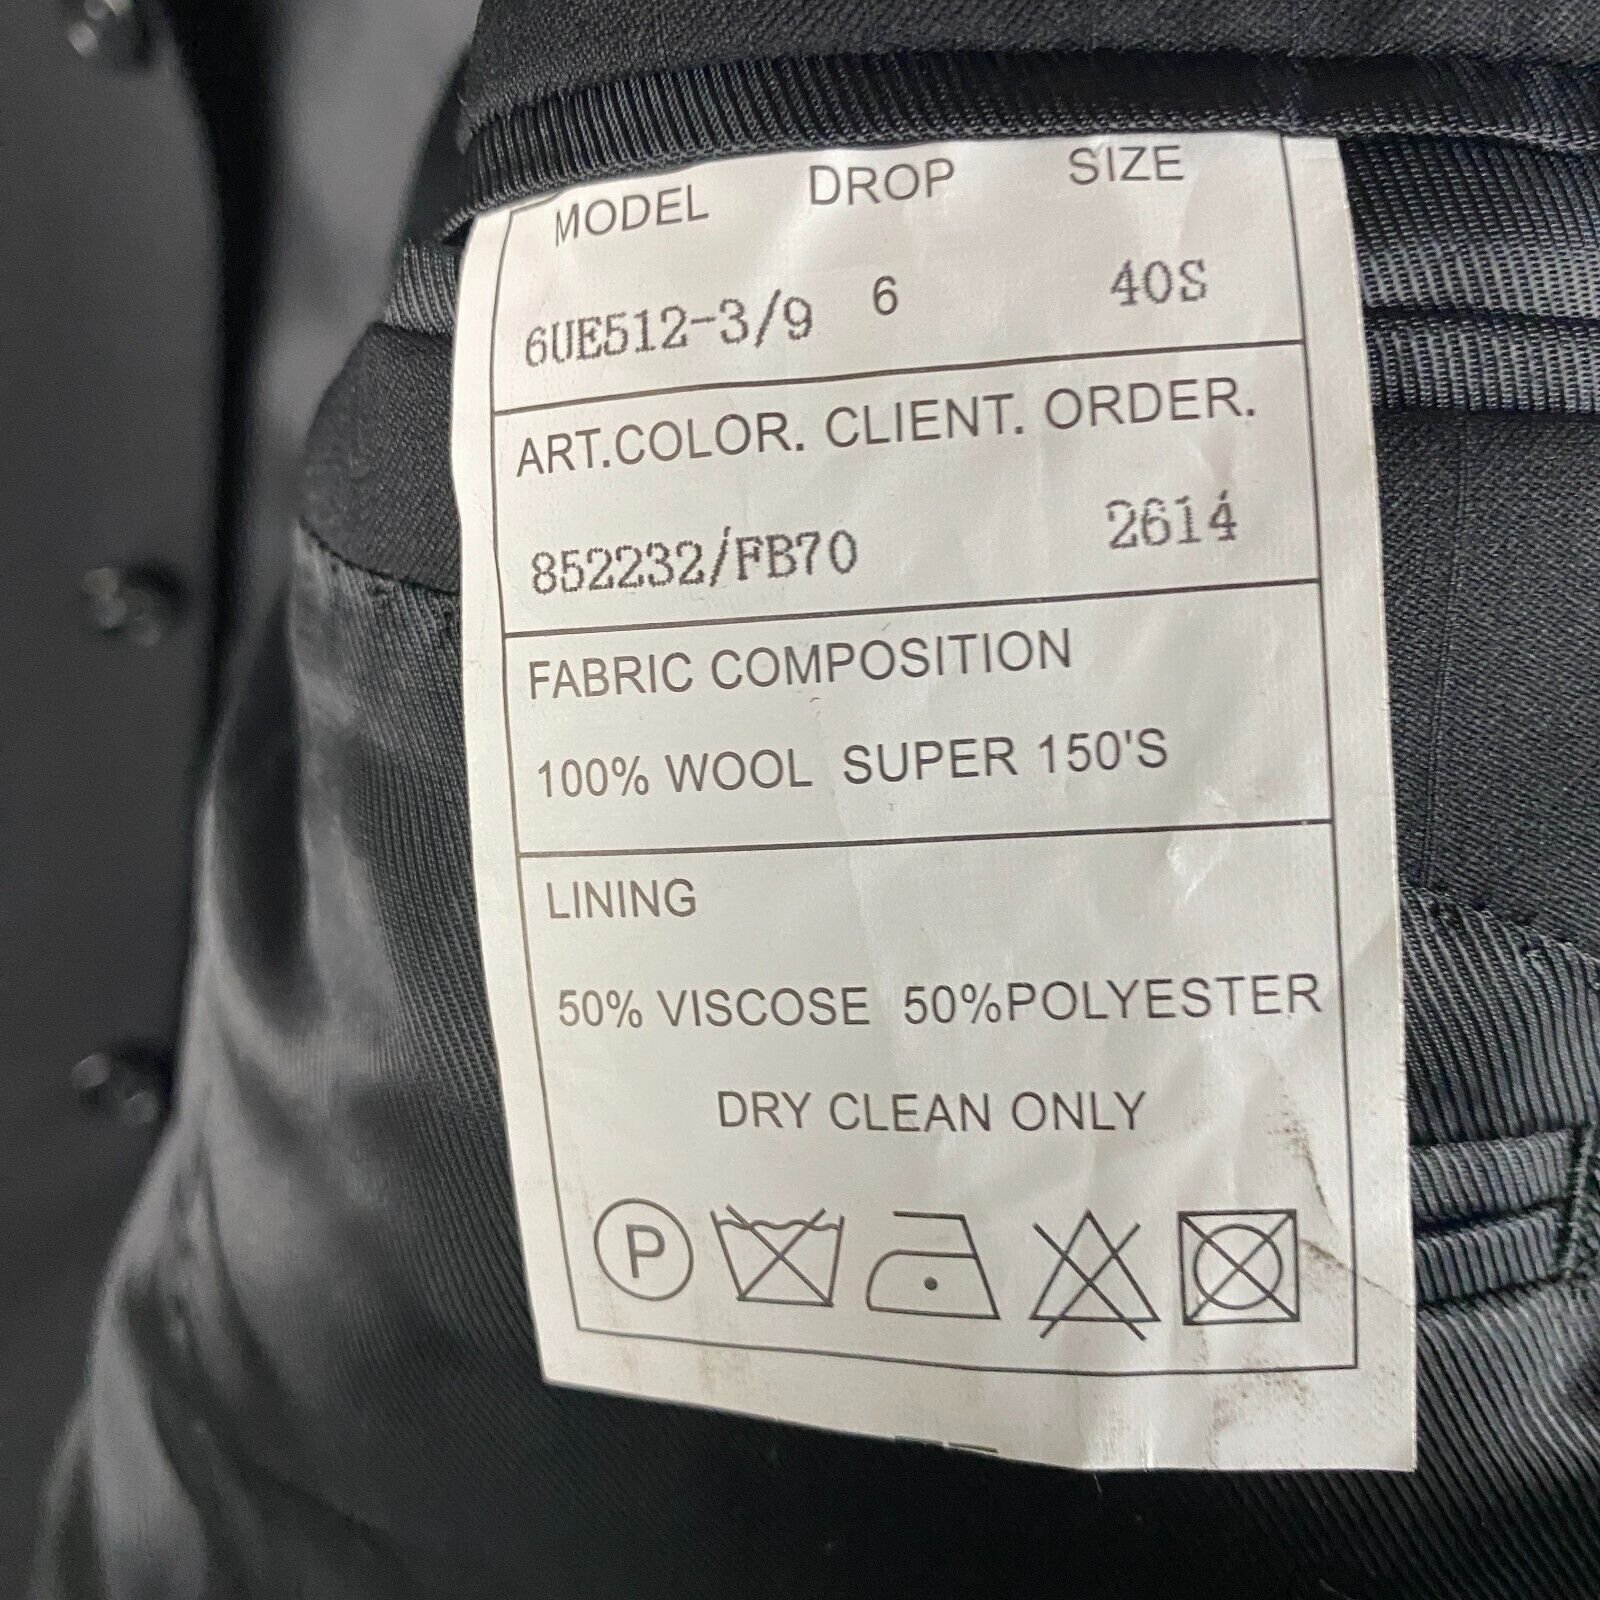 MODEL DROP SIZE
6UE512-3/9 6 40S
ART.COLOR. CLIENT. ORDER.
852232/FB70 2614
FABRIC COMPOSITION
100% WOOL SUPER 150'S
LINING
50% VISCOSE 50%POLYESTER
DRY CLEAN ONLY
P